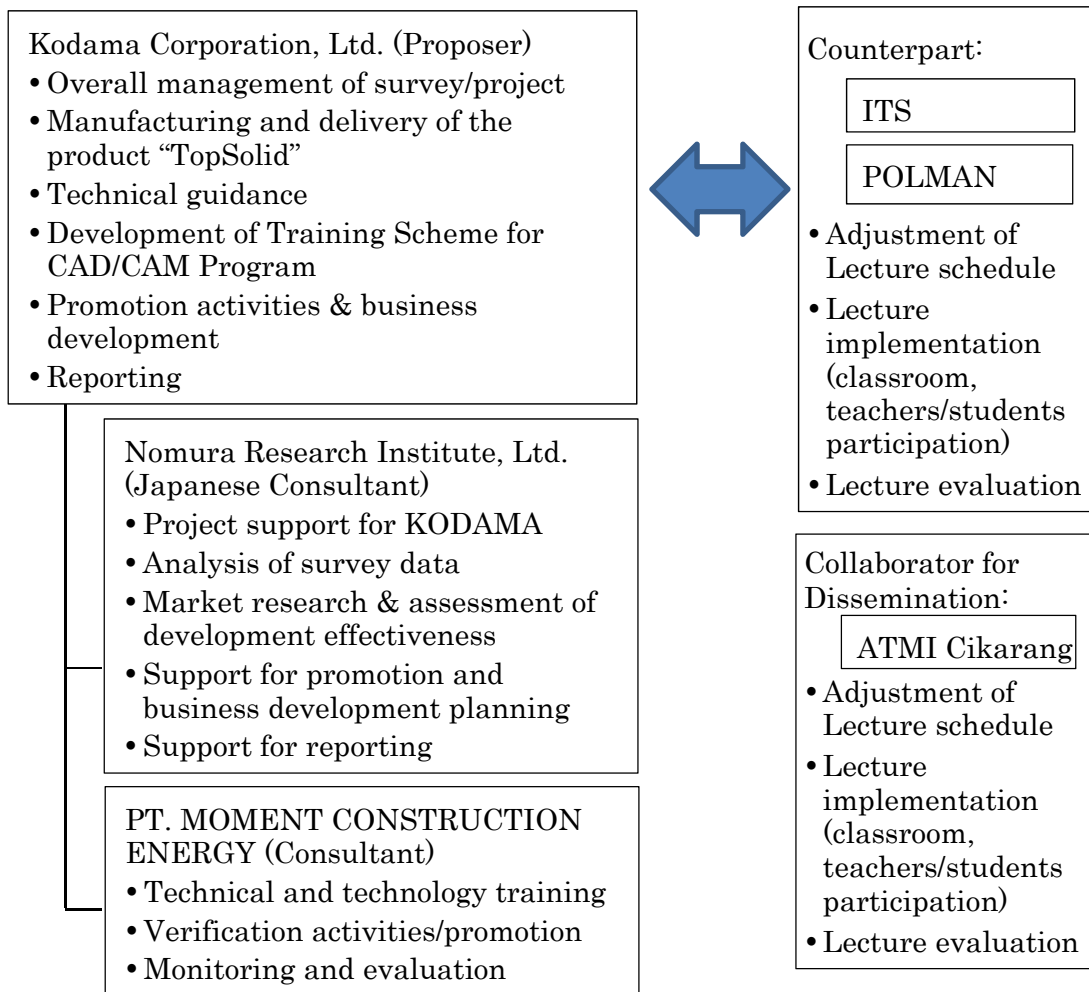 Kodama Corporation, Ltd. (Proposer)
• Overall management of survey/project
• Manufacturing and delivery of the
product “TopSolid”
• Technical guidance
• Development of Training Scheme for
CAD/CAM Program
• Promotion activities & business
development
• Reporting
Nomura Research Institute, Ltd.
(Japanese Consultant)
• Project support for KODAMA
• Analysis of survey data
• Market research & assessment of
development effectiveness
• Support for promotion and
business development planning
• Support for reporting
PT. MOMENT CONSTRUCTION
ENERGY (Consultant)
• Technical and technology training
• Verification activities/promotion
• Monitoring and evaluation
Counterpart:
ITS
POLMAN
• Adjustment of
Lecture schedule
• Lecture
implementation
(classroom,
teachers/students
participation)
• Lecture evaluation
Collaborator for
Dissemination:
ATMI Cikarang
• Adjustment of
Lecture schedule
• Lecture
implementation
(classroom,
teachers/students
participation)
• Lecture evaluation